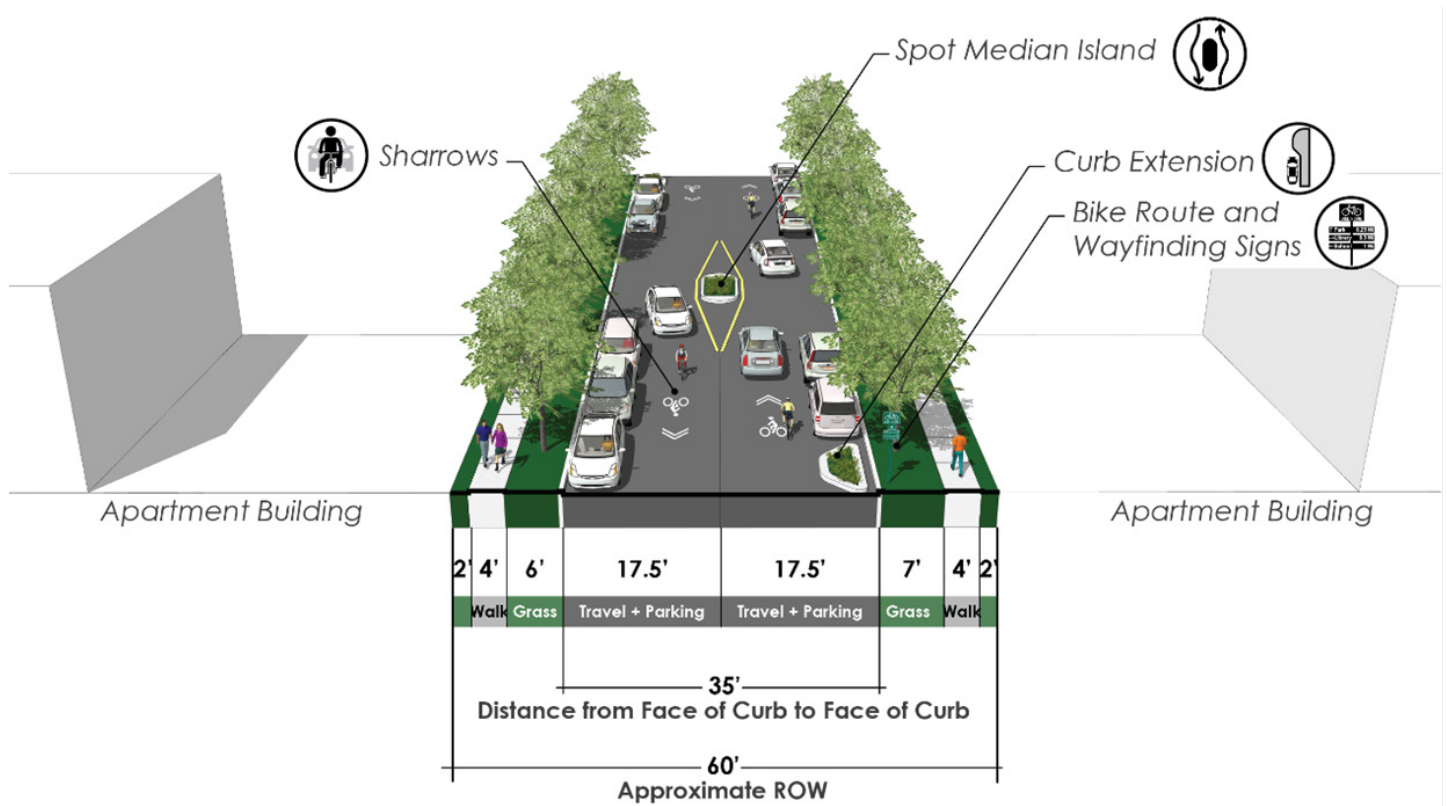 Spot Median Island
Sharrows
Curb Extension
Bike Route and
Wayfinding Signs
Apartment Building
Apartment Building
2' 4' 6' 17.5' 17.5' 7' 4' 2'
Walk Grass Travel + Parking Travel + Parking Grass Walk
35'
Distance from Face of Curb to Face of Curb
60'
Approximate ROW